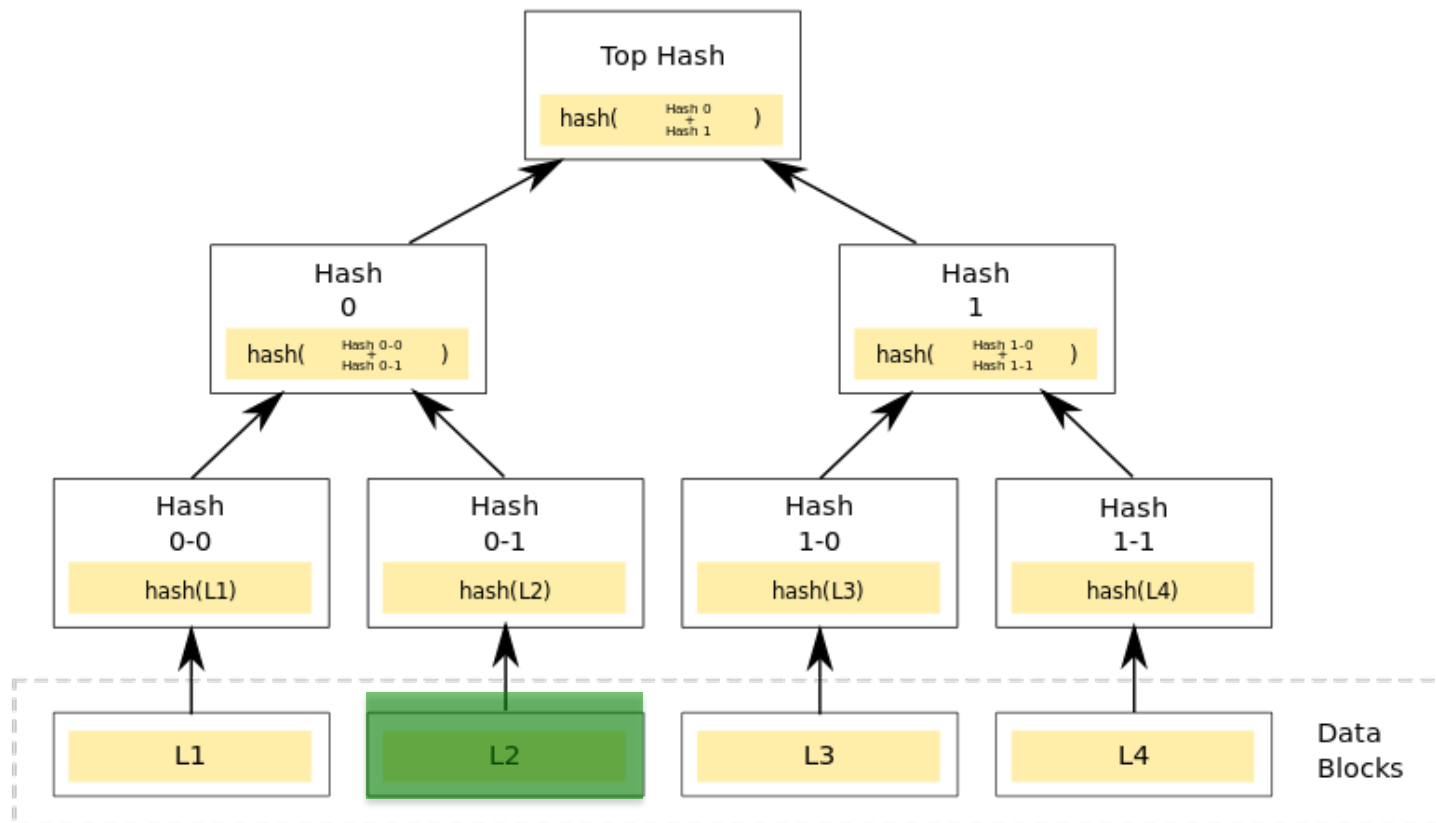 Top Hash
hash( Hash 0 + Hash 1 )
Hash
0
hash( Hash 0-0 + Hash 0-1 )
Hash
1
hash( Hash 1-0 + Hash 1-1 )
Hash
0-0
hash(L1)
Hash
0-1
hash(L2)
Hash
1-0
hash(L3)
Hash
1-1
hash(L4)
L1
L2
L3
L4
Data
Blocks